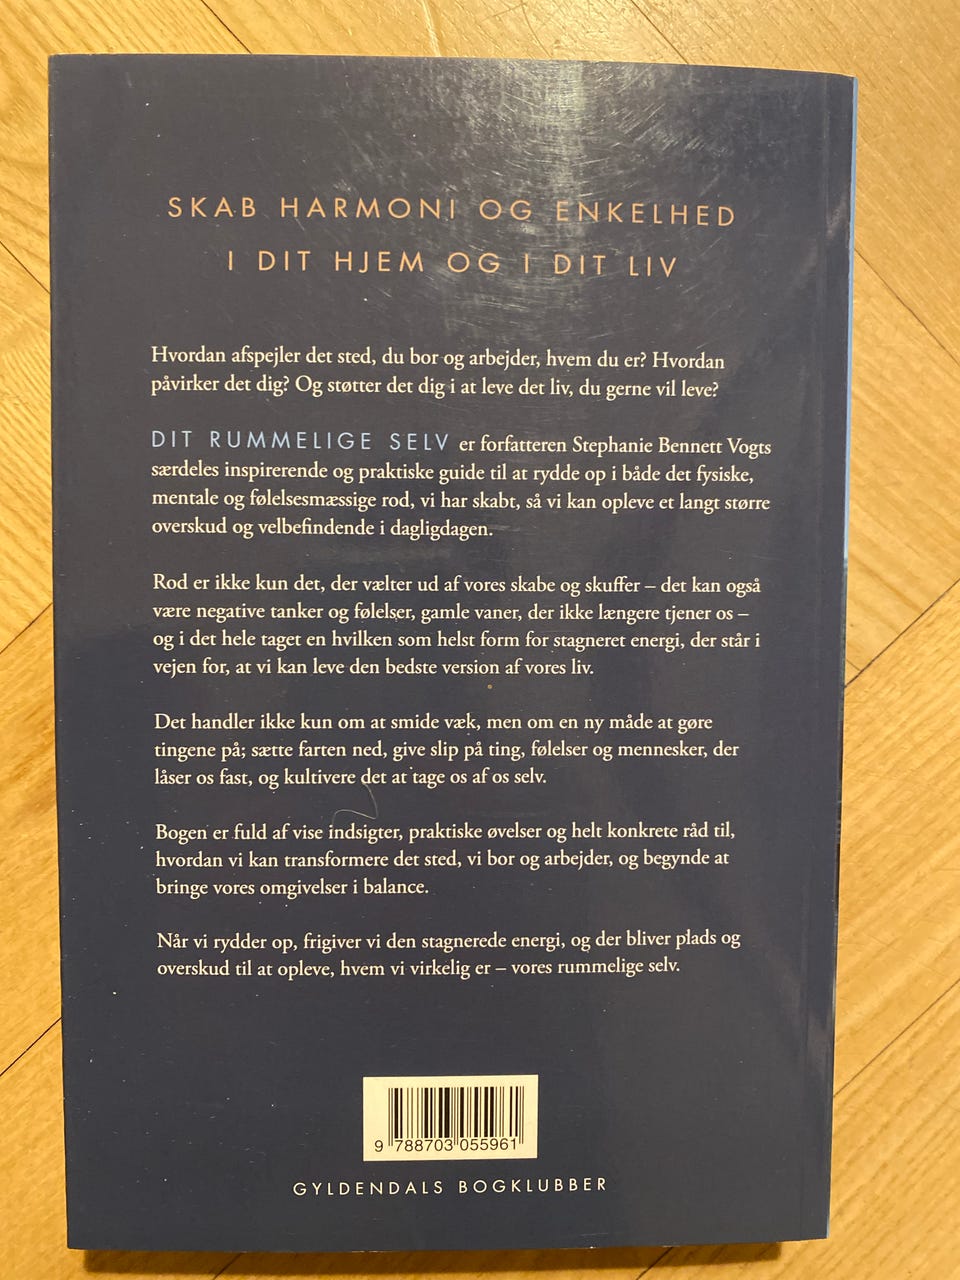 SKAB HARMONI OG ENKELHED
I DIT HJEM OG I DIT LIV
Hvordan afspejler det sted, du bor og arbejder, hvem du er? Hvordan
påvirker det dig? Og støtter det dig i at leve det liv, du gerne vil leve?
DIT RUMMELIGE SELV er forfatteren Stephanie Bennett Vogts
særdeles inspirerende og praktiske guide til at rydde op i både det fysiske,
mentale og følelsesmæssige rod, vi har skabt, så vi kan opleve et langt større
overskud og velbefindende i dagligdagen.
Rod er ikke kun det, der vælter ud af vores skabe og skuffer – det kan også
være negative tanker og følelser, gamle vaner, der ikke længere tjener os –
og i det hele taget en hvilken som helst form for stagneret energi, der står i
vejen for, at vi kan leve den bedste version af vores liv.
Det handler ikke kun om at smide væk, men om en ny måde at gøre
tingene på; sætte farten ned, give slip på ting, følelser og mennesker, der
låser os fast, og kultivere det at tage os af os selv.
Bogen er fuld af vise indsigter, praktiske øvelser og helt konkrete råd til,
hvordan vi kan transformere det sted, vi bor og arbejder, og begynde at
bringe vores omgivelser i balance.
Når vi rydder op, frigiver vi den stagnerede energi, og der bliver plads og
overskud til at opleve, hvem vi virkelig er – vores rummelige selv.
9 788703 055961
GYLDENDALS BOGKLUBBER